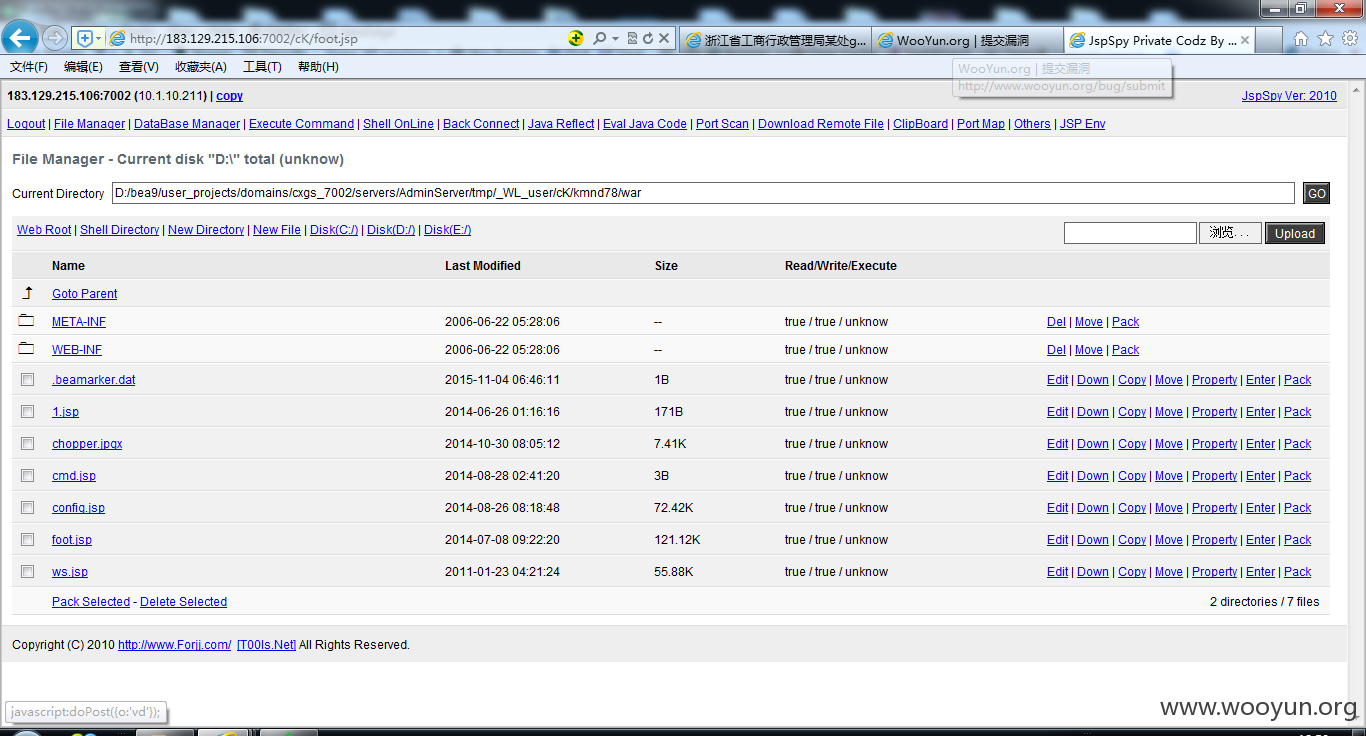 http://183.129.215.106:7002/cK/foot.jsp
浙江省工商行政管理局某处g...
WooYun.org | 提交漏洞
JspSpy Private Codz By ...
文件(F) 编辑(E) 查看(V) 收藏夹(A) 工具(T) 帮助(H)
WooYun.org | 提交漏洞
http://www.wooyun.org/bug/submit
183.129.215.106:7002 (10.1.10.211) | copy
JspSpy Ver: 2010
Logout | File Manager | DataBase Manager | Execute Command | Shell OnLine | Back Connect | Java Reflect | Eval Java Code | Port Scan | Download Remote File | ClipBoard | Port Map | Others | JSP Env
File Manager - Current disk "D:\" total (unknow)
Current Directory D:/bea9/user_projects/domains/cxgs_7002/servers/AdminServer/tmp/_WL_user/cK/kmnd78/war GO
Web Root | Shell Directory | New Directory | New File | Disk(C:/) | Disk(D:/) | Disk(E:/) 浏览... Upload
Name Last Modified Size Read/Write/Execute
Goto Parent
META-INF 2006-06-22 05:28:06 -- true / true / unknow Del | Move | Pack
WEB-INF 2006-06-22 05:28:06 -- true / true / unknow Del | Move | Pack
.beamarker.dat 2015-11-04 06:46:11 1B true / true / unknow Edit | Down | Copy | Move | Property | Enter | Pack
1.jsp 2014-06-26 01:16:16 171B true / true / unknow Edit | Down | Copy | Move | Property | Enter | Pack
chopper.jpgx 2014-10-30 08:05:12 7.41K true / true / unknow Edit | Down | Copy | Move | Property | Enter | Pack
cmd.jsp 2014-08-28 02:41:20 3B true / true / unknow Edit | Down | Copy | Move | Property | Enter | Pack
config.jsp 2014-08-26 08:18:48 72.42K true / true / unknow Edit | Down | Copy | Move | Property | Enter | Pack
foot.jsp 2014-07-08 09:22:20 121.12K true / true / unknow Edit | Down | Copy | Move | Property | Enter | Pack
ws.jsp 2011-01-23 04:21:24 55.88K true / true / unknow Edit | Down | Copy | Move | Property | Enter | Pack
Pack Selected - Delete Selected 2 directories / 7 files
Copyright (C) 2010 http://www.Forjj.com/ [T00ls.Net] All Rights Reserved.
javascript:doPost({o:'vd'});
www.wooyun.org